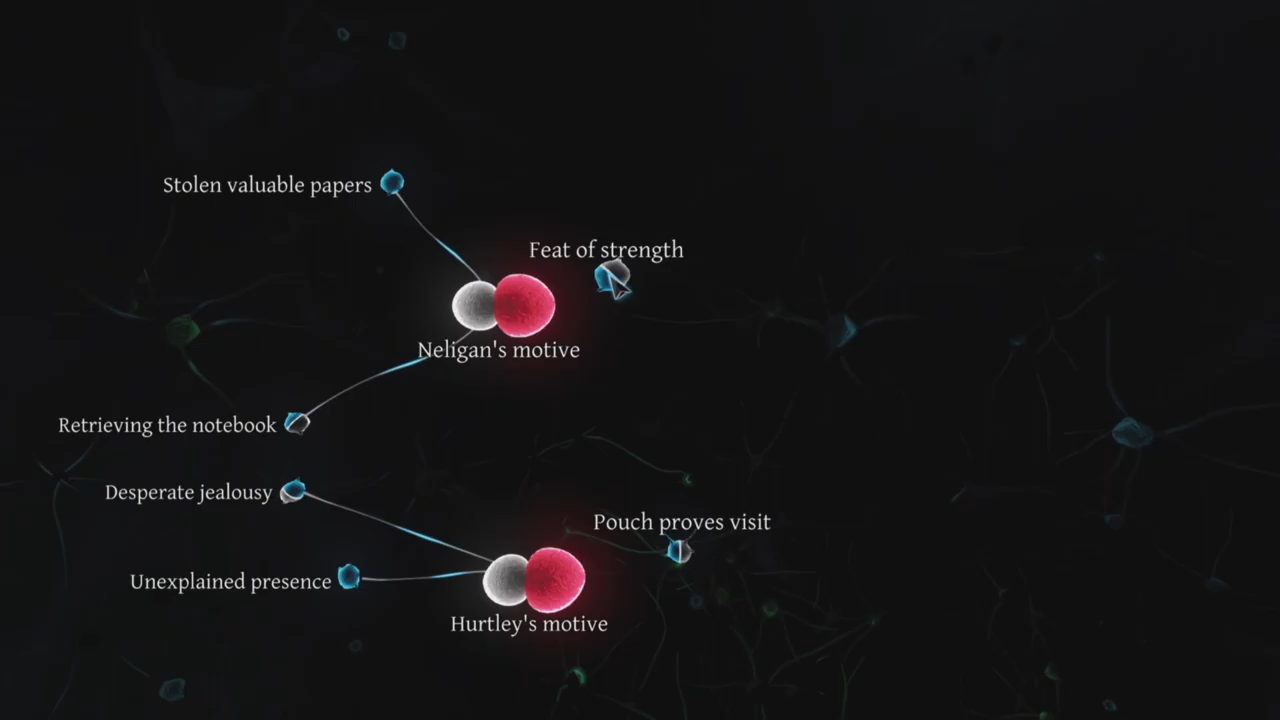 Stolen valuable papers
Feat of strength
Neligan's motive
Retrieving the notebook
Desperate jealousy
Pouch proves visit
Unexplained presence
Hurtley's motive